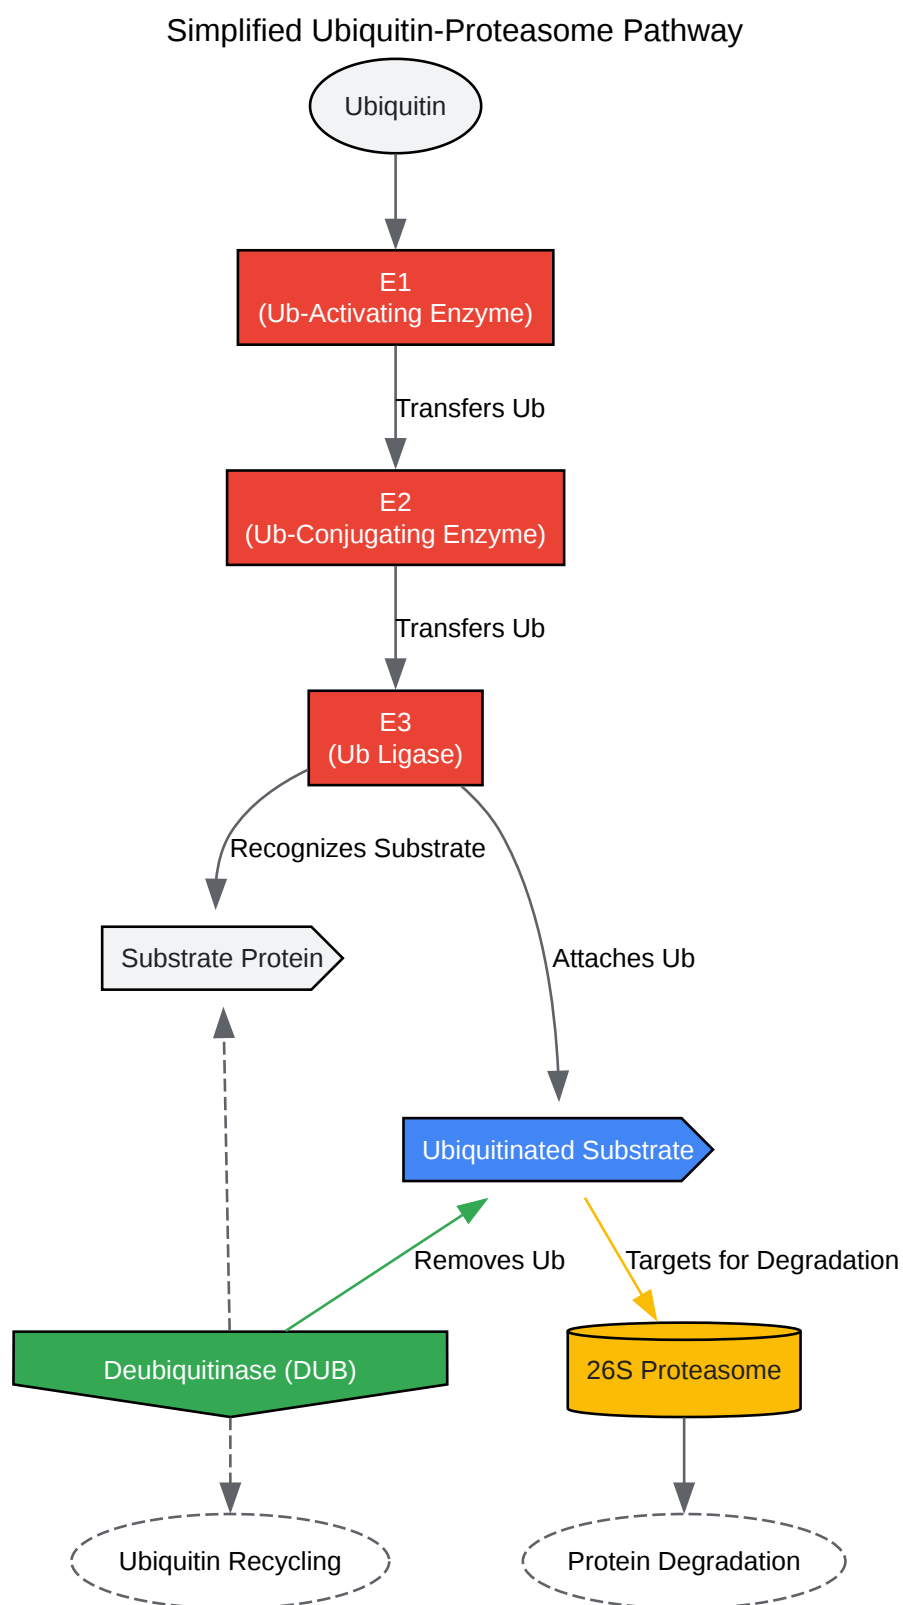 Simplified Ubiquitin-Proteasome Pathway
Ubiquitin
E1
(Ub-Activating Enzyme)
Transfers Ub
E2
(Ub-Conjugating Enzyme)
Transfers Ub
E3
(Ub Ligase)
Recognizes Substrate
Substrate Protein
Attaches Ub
Ubiquitinated Substrate
Removes Ub
Targets for Degradation
Deubiquitinase (DUB)
26S Proteasome
Ubiquitin Recycling
Protein Degradation